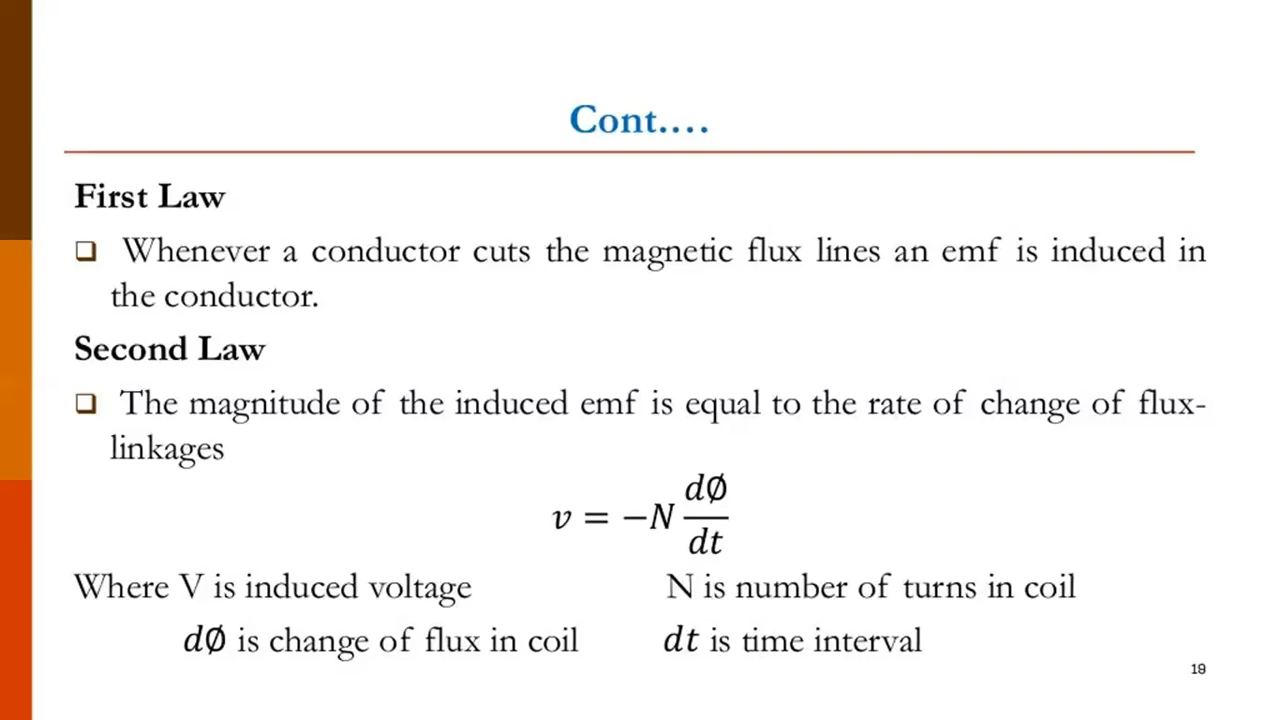 Cont.…
First Law
❑ Whenever a conductor cuts the magnetic flux lines an emf is induced in
the conductor.
Second Law
❑ The magnitude of the induced emf is equal to the rate of change of flux-
linkages
v = −N d∅/dt
Where V is induced voltage N is number of turns in coil
d∅ is change of flux in coil dt is time interval
19